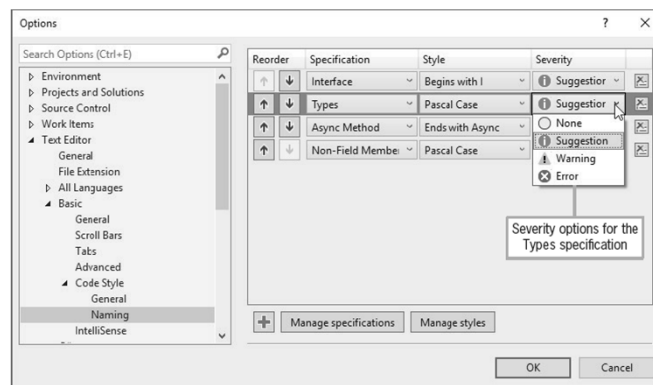 Options
?
Search Options (Ctrl+E)
Environment
Projects and Solutions
Source Control
Work Items
Text Editor
General
File Extension
All Languages
Basic
General
Scroll Bars
Tabs
Advanced
Code Style
General
Naming
IntelliSense
Reorder Specification Style Severity
Interface Begins with I Suggestior
Types Pascal Case Suggestior
Async Method Ends with Async
Non-Field Member Pascal Case
None
Suggestion
Warning
Error
Severity options for the
Types specification
Manage specifications Manage styles
OK Cancel